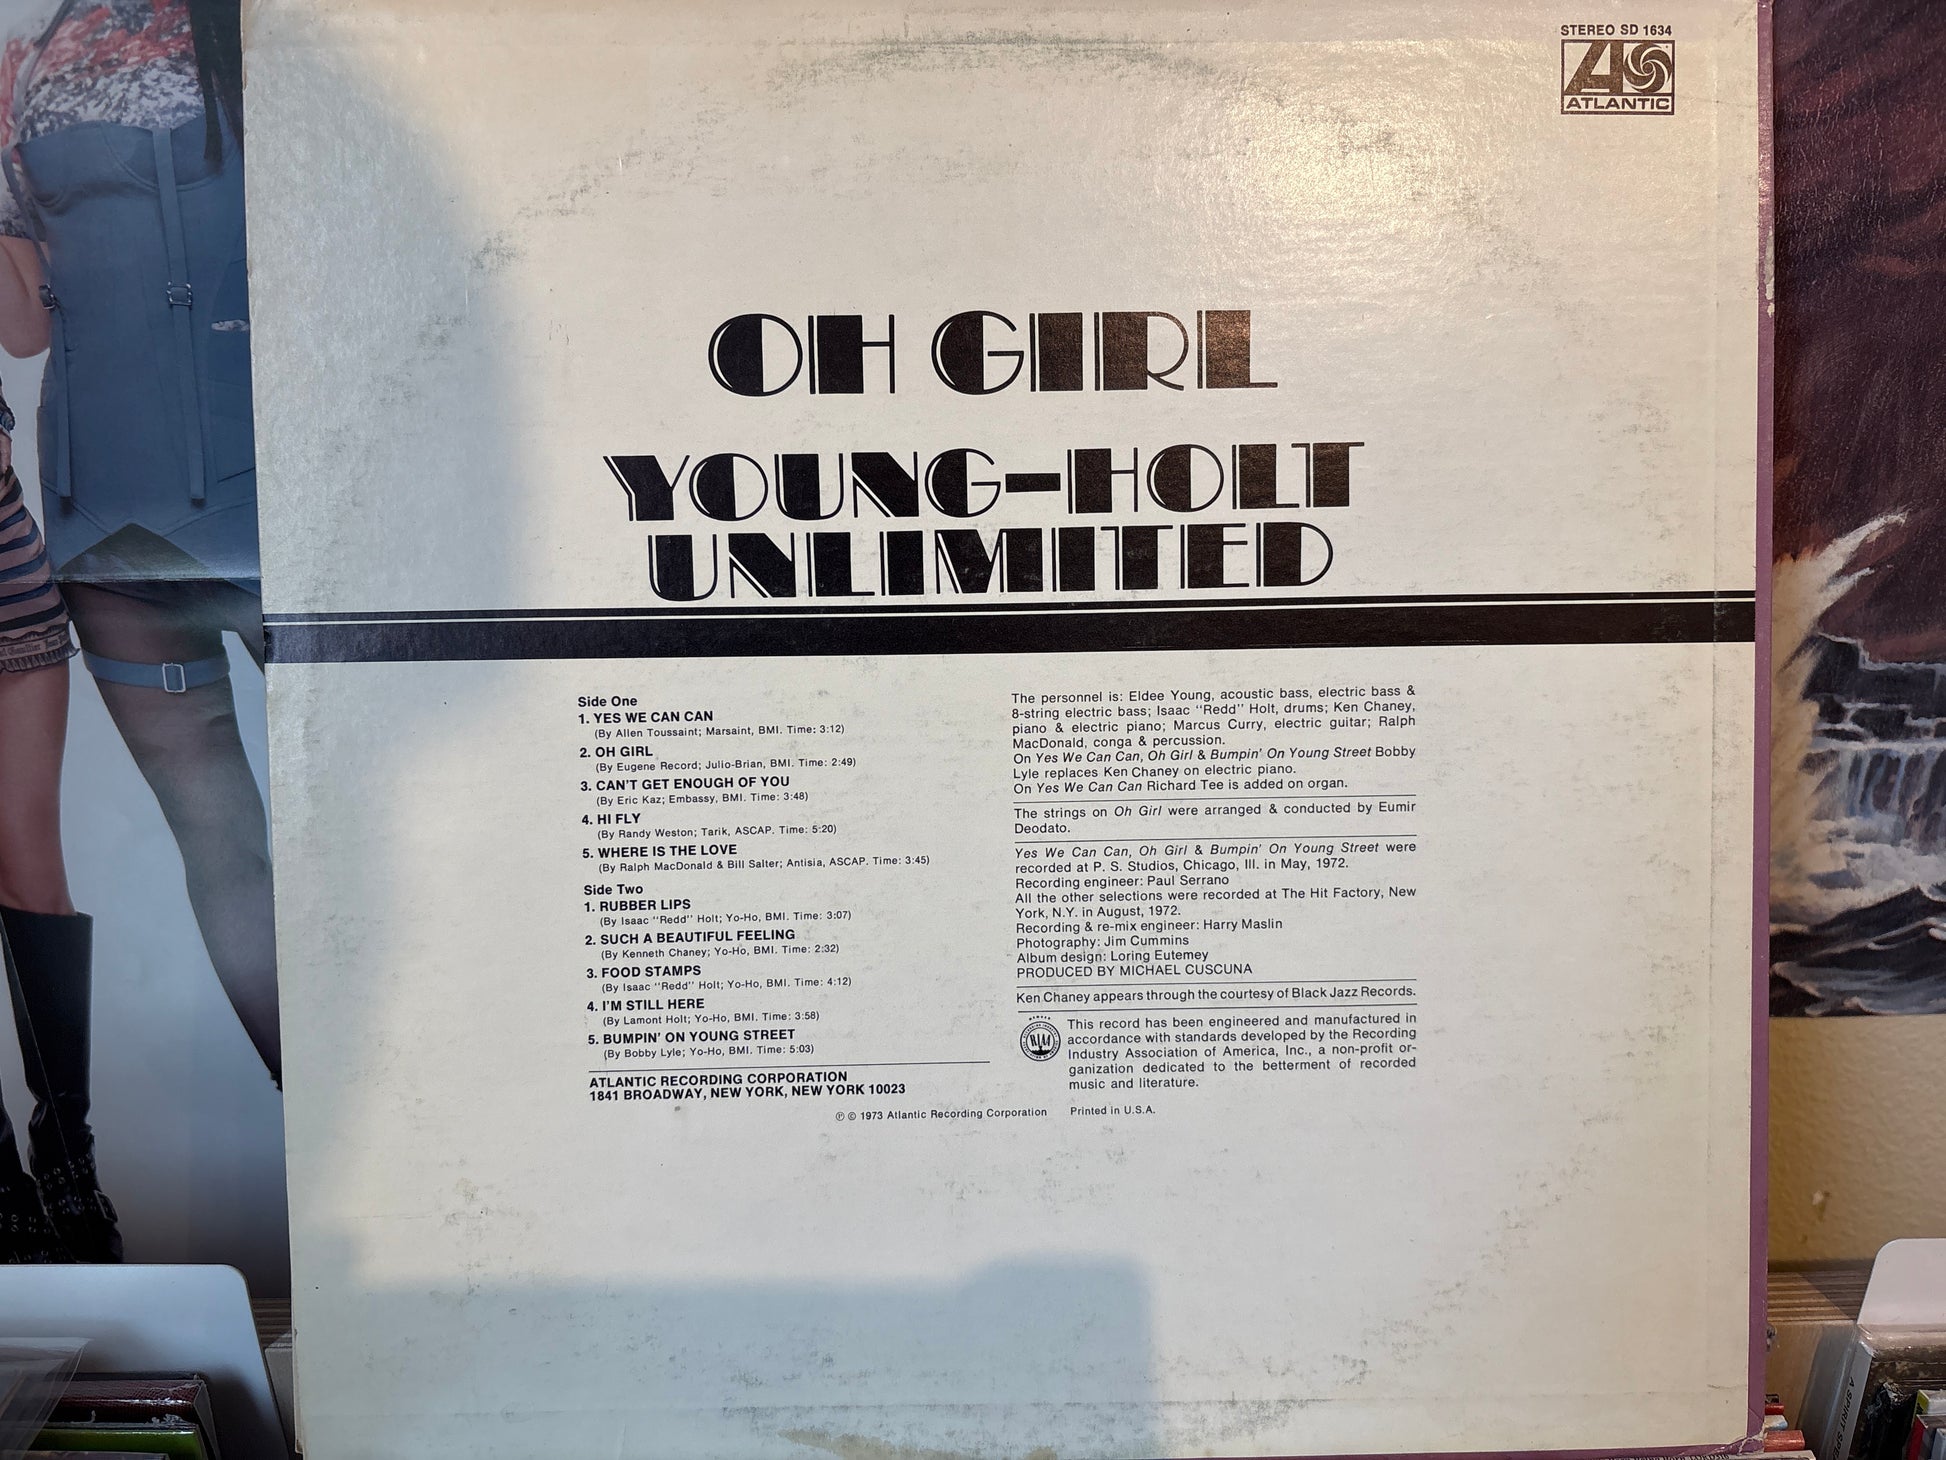 STEREO SD 1634
ATLANTIC
OH GIRL
YOUNG-HOLT
UNLIMITED
Side One
1. YES WE CAN CAN
(By Allen Toussaint; Marsaint, BMI. Time: 3:12)
2. OH GIRL
(By Eugene Record; Julio-Brian, BMI. Time: 2:49)
3. CAN'T GET ENOUGH OF YOU
(By Eric Kaz; Embassy, BMI. Time: 3:48)
4. HI FLY
(By Randy Weston; Tarik, ASCAP. Time: 5:20)
5. WHERE IS THE LOVE
(By Ralph MacDonald & Bill Salter; Antisia, ASCAP. Time: 3:45)
Side Two
1. RUBBER LIPS
(By Isaac "Redd" Holt; Yo-Ho, BMI. Time: 3:07)
2. SUCH A BEAUTIFUL FEELING
(By Kenneth Chaney; Yo-Ho, BMI. Time: 2:32)
3. FOOD STAMPS
(By Isaac "Redd" Holt; Yo-Ho, BMI. Time: 4:12)
4. I'M STILL HERE
(By Lamont Holt; Yo-Ho, BMI. Time: 3:58)
5. BUMPIN' ON YOUNG STREET
(By Bobby Lyle; Yo-Ho, BMI. Time: 5:03)
ATLANTIC RECORDING CORPORATION
1841 BROADWAY, NEW YORK, NEW YORK 10023
The personnel is: Eldee Young, acoustic bass, electric bass &
8-string electric bass; Isaac "Redd" Holt, drums; Ken Chaney,
piano & electric piano; Marcus Curry, electric guitar; Ralph
MacDonald, conga & percussion.
On Yes We Can Can, Oh Girl & Bumpin' On Young Street Bobby
Lyle replaces Ken Chaney on electric piano.
On Yes We Can Can Richard Tee is added on organ.
The strings on Oh Girl were arranged & conducted by Eumir
Deodato.
Yes We Can Can, Oh Girl & Bumpin' On Young Street were
recorded at P. S. Studios, Chicago, Ill. in May, 1972.
Recording engineer: Paul Serrano
All the other selections were recorded at The Hit Factory, New
York, N.Y. in August, 1972.
Recording & re-mix engineer: Harry Maslin
Photography: Jim Cummins
Album design: Loring Eutemey
PRODUCED BY MICHAEL CUSCUNA
Ken Chaney appears through the courtesy of Black Jazz Records.
RIAA
This record has been engineered and manufactured in
accordance with standards developed by the Recording
Industry Association of America, Inc., a non-profit or-
ganization dedicated to the betterment of recorded
music and literature.
℗ © 1973 Atlantic Recording Corporation Printed in U.S.A.
A SPIRIT